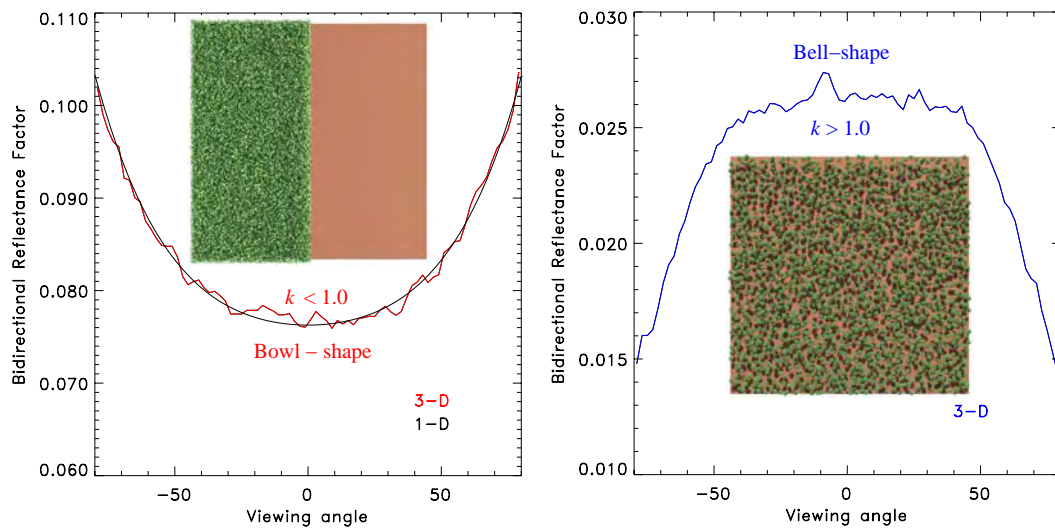 0.110
0.100
0.090
0.080
0.070
0.060
Bidirectional Reflectance Factor
k < 1.0
Bowl – shape
3–D
1–D
−50
0
50
Viewing angle
0.030
0.025
0.020
0.015
0.010
Bidirectional Reflectance Factor
Bell–shape
k > 1.0
3–D
−50
0
50
Viewing angle